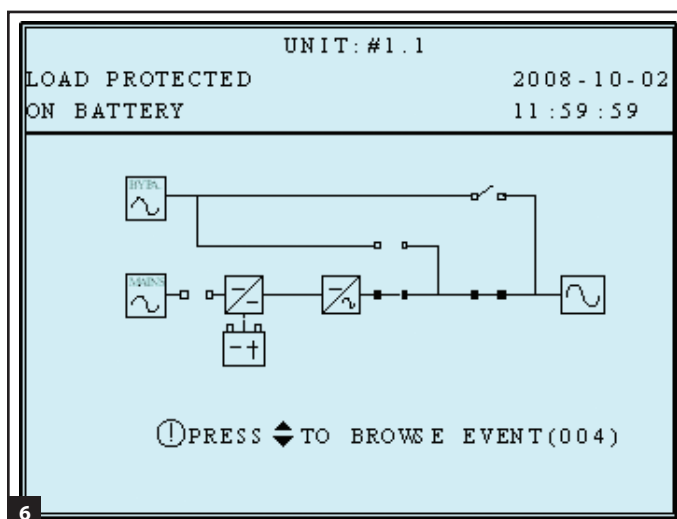 UNIT:#1.1
LOAD PROTECTED 2008-10-02
ON BATTERY 11:59:59
BYPA.
MAINS
PRESS TO BROWSE EVENT(004)
6